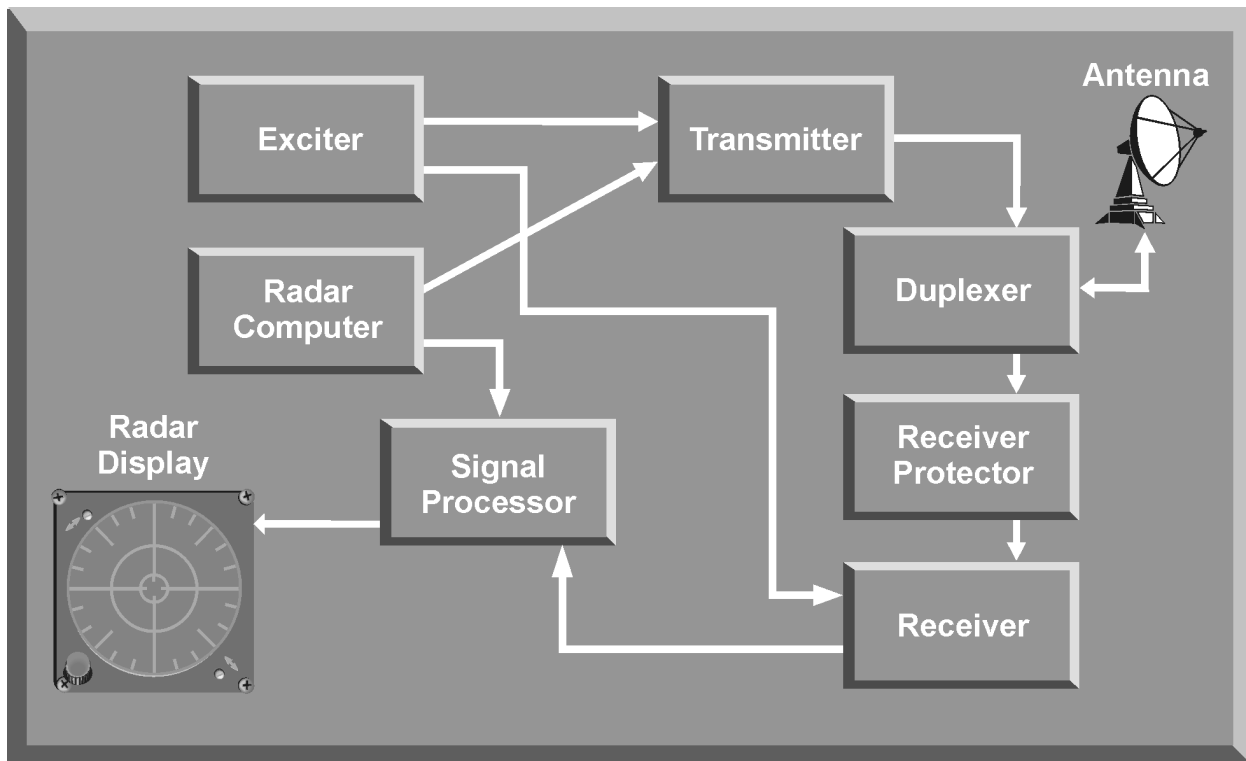 Antenna
Exciter
Transmitter
Radar
Computer
Duplexer
Radar
Display
Signal
Processor
Receiver
Protector
Receiver